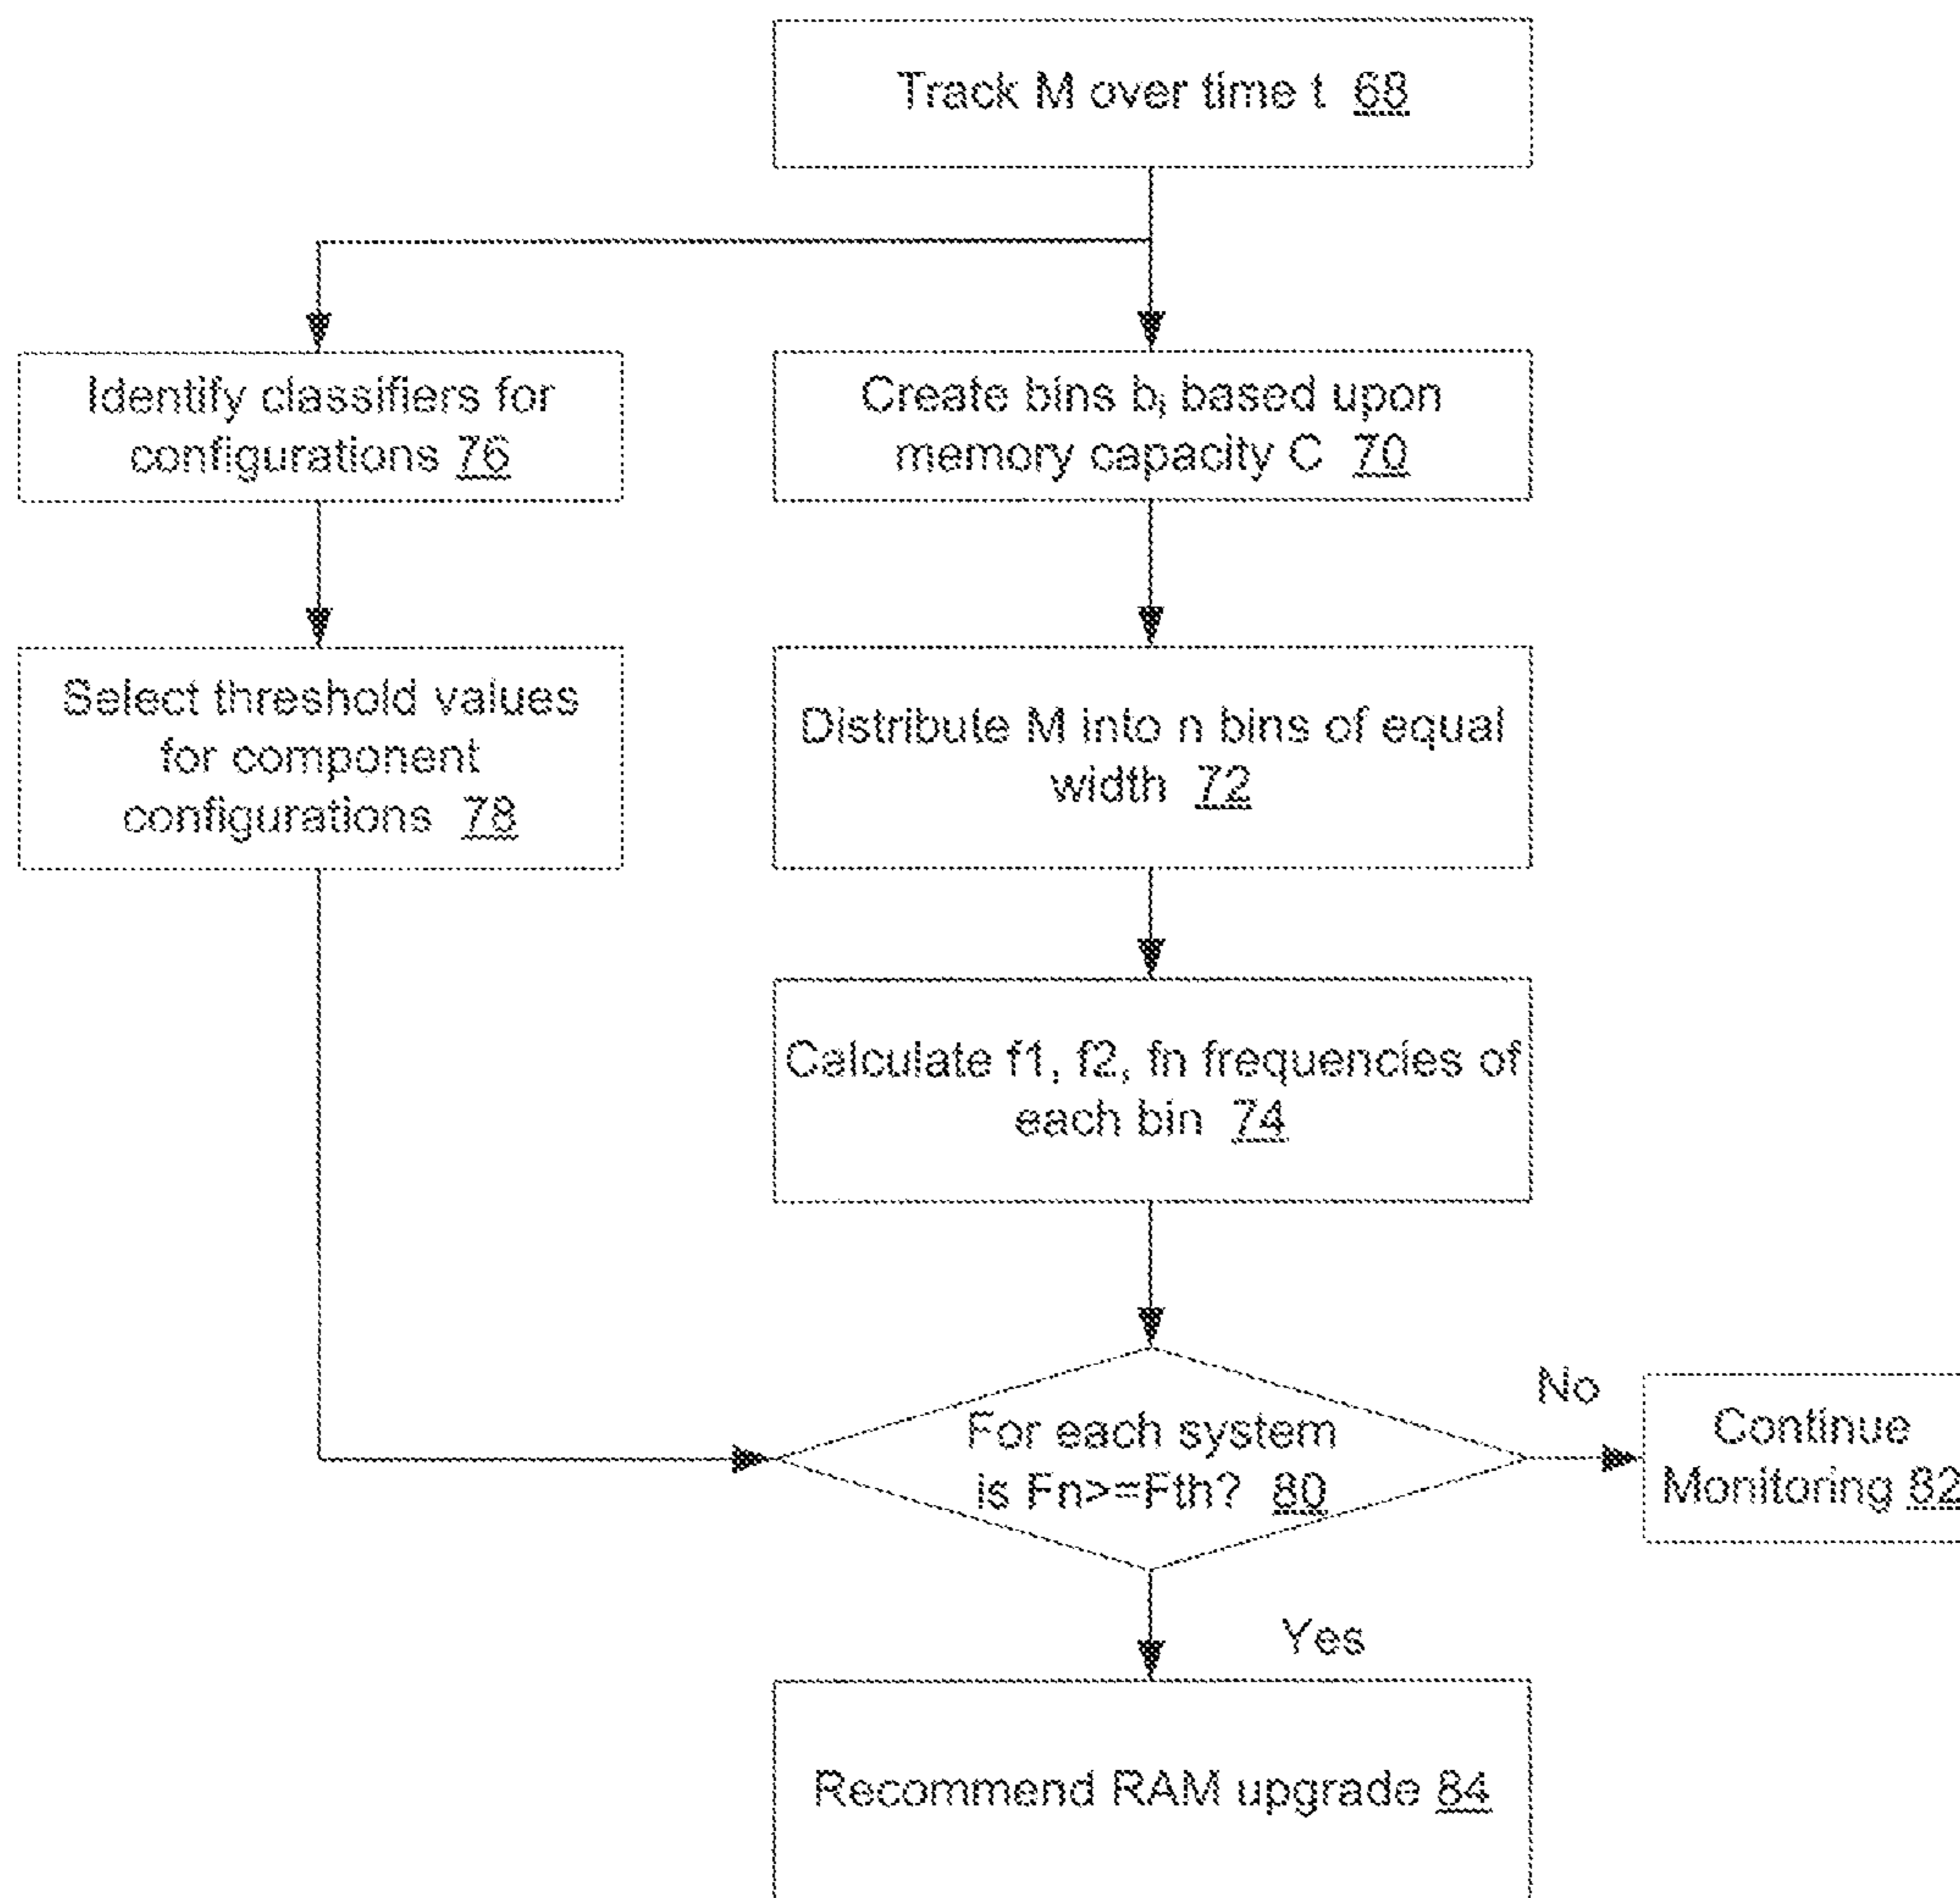 Track M over time t 68
Identify classifiers for
configurations 76
Create bins bᵢ based upon
memory capacity C 70
Select threshold values
for component
configurations 78
Distribute M into n bins of equal
width 72
Calculate f1, f2, fn frequencies of
each bin 74
For each system
is Fn>=Fth? 80
No
Continue
Monitoring 82
Yes
Recommend RAM upgrade 84